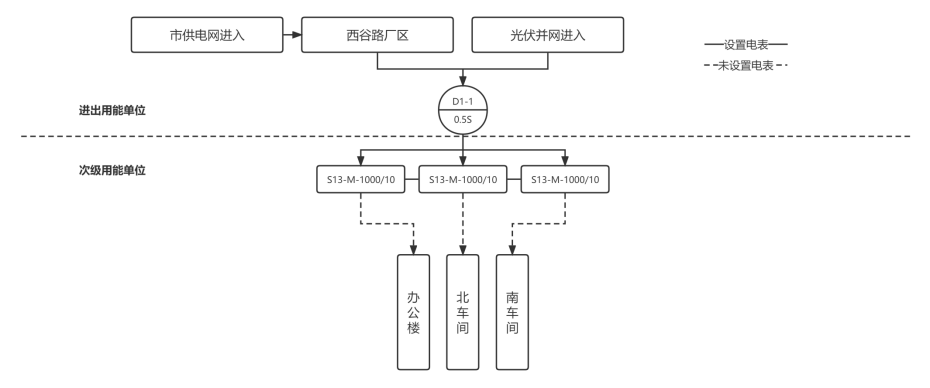 市供电网进入
西谷路厂区
光伏并网进入
设置电表
未设置电表
D1-1
0.5S
进出用能单位
次级用能单位
S13-M-1000/10
S13-M-1000/10
S13-M-1000/10
办公楼
北车间
南车间